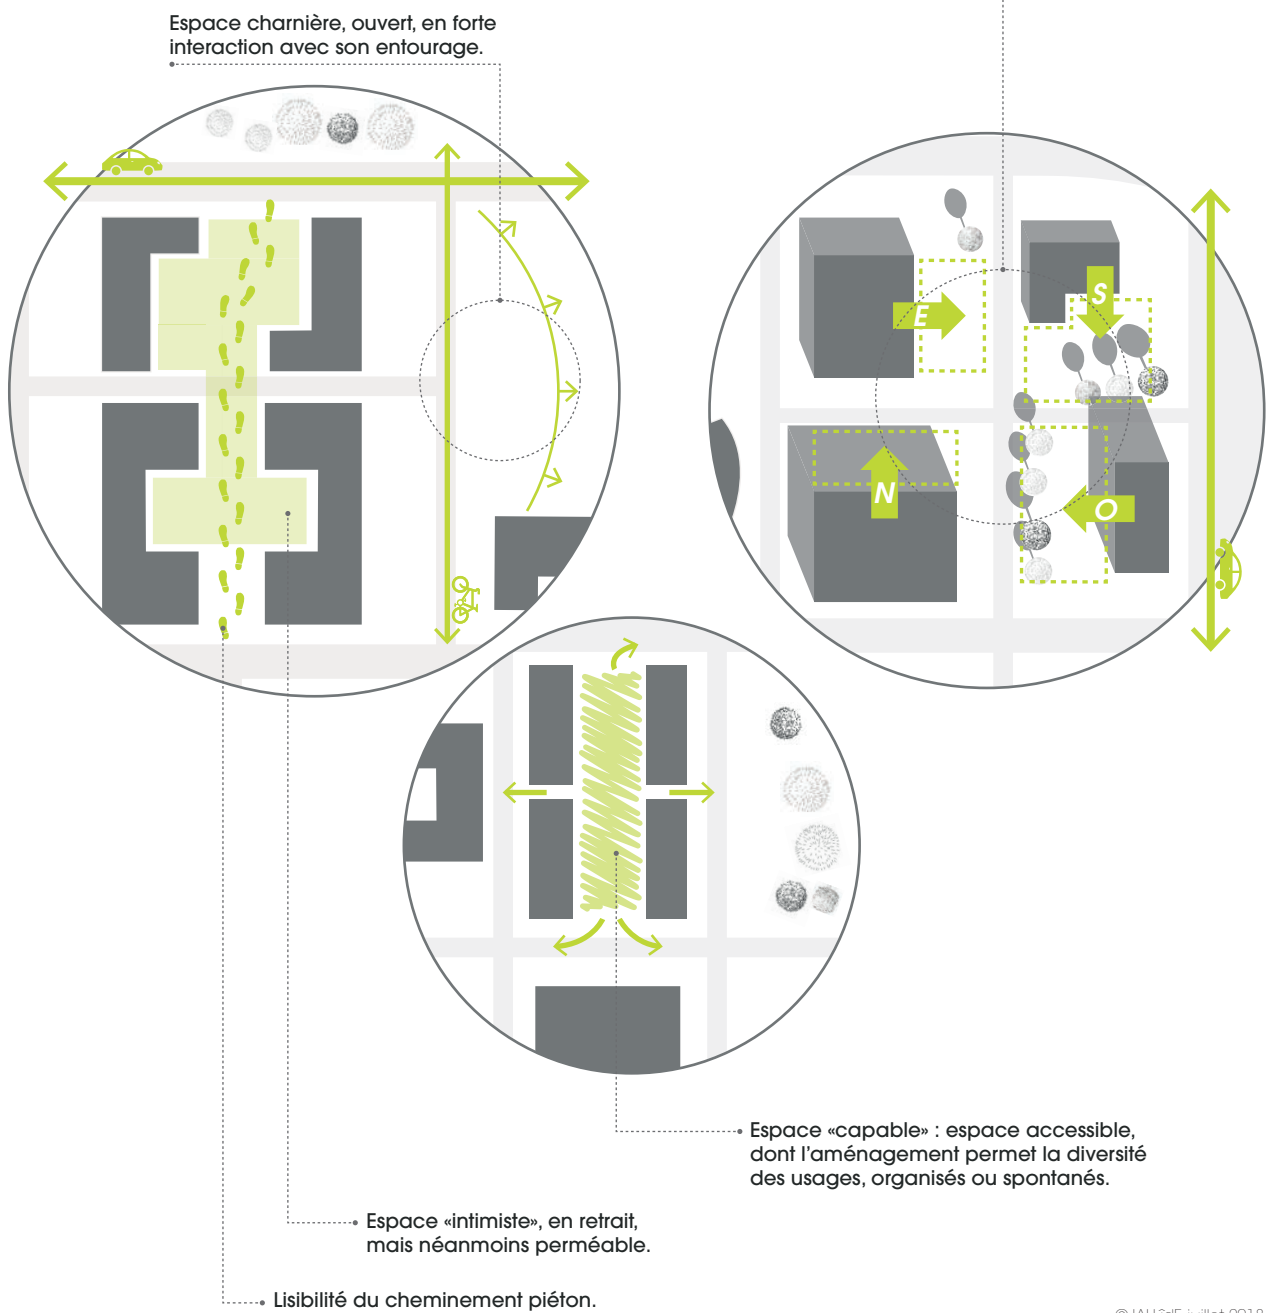 Espace charnière, ouvert, en forte
interaction avec son entourage.
E
S
N
O
Espace «capable» : espace accessible,
dont l'aménagement permet la diversité
des usages, organisés ou spontanés.
Espace «intimiste», en retrait,
mais néanmoins perméable.
Lisibilité du cheminement piéton.